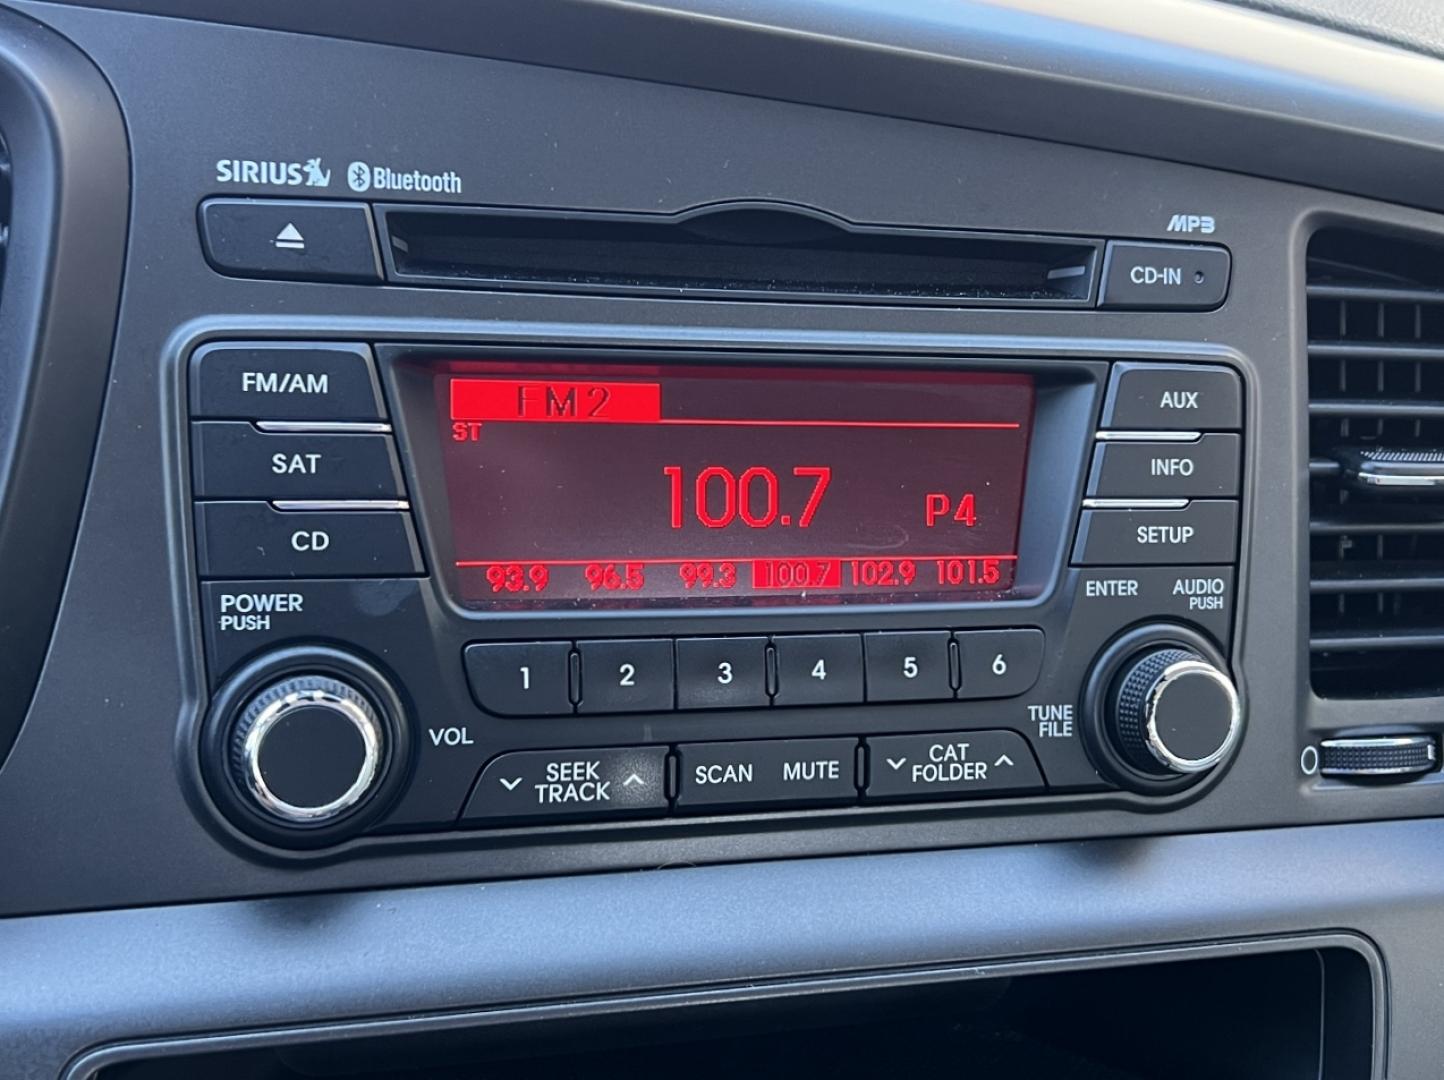 SIRIUS Bluetooth
MP3
CD-IN
FM/AM
SAT
CD
FM2
ST
100.7 P4
93.9 96.5 99.3 100.7 102.9 101.5
AUX
INFO
SETUP
POWER
PUSH
ENTER
AUDIO
PUSH
1 2 3 4 5 6
VOL
TUNE
FILE
SEEK
TRACK
SCAN MUTE
CAT
FOLDER